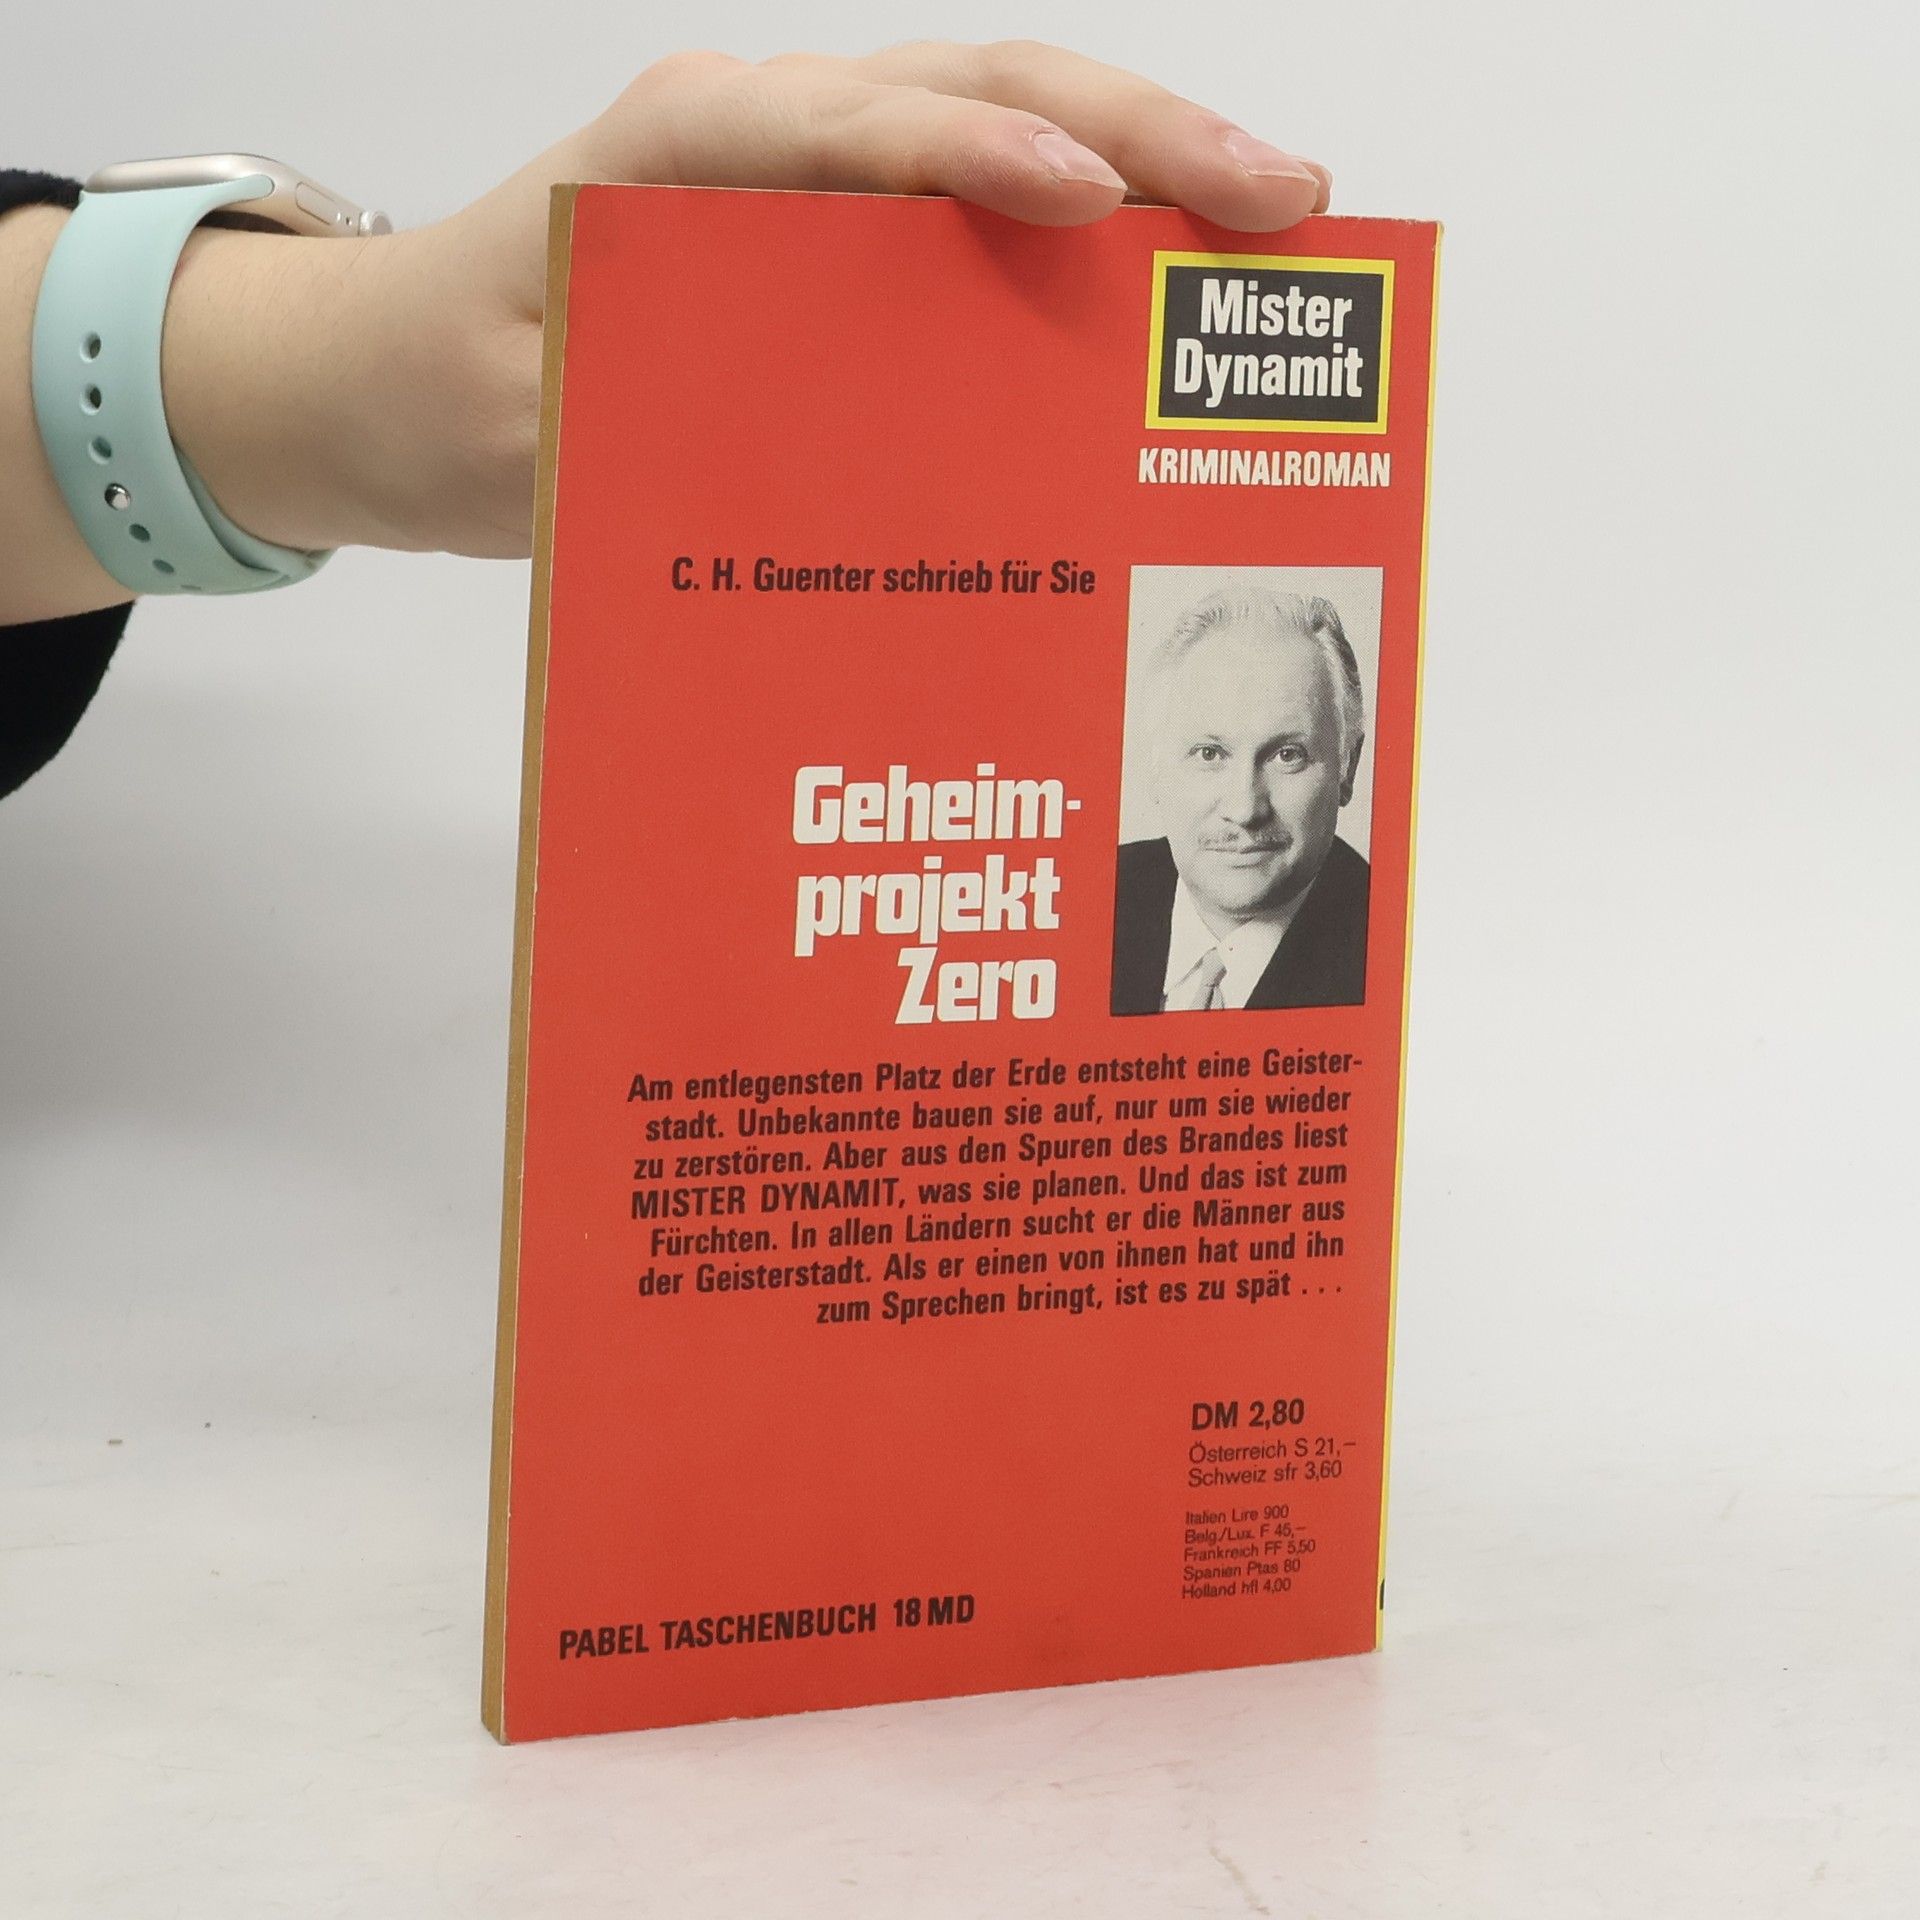 Mister
Dynamit
KRIMINALROMAN
C. H. Guenter schrieb für Sie
Geheim-
projekt
Zero
Am entlegensten Platz der Erde entsteht eine Geister-
stadt. Unbekannte bauen sie auf, nur um sie wieder
zu zerstören. Aber aus den Spuren des Brandes liest
MISTER DYNAMIT, was sie planen. Und das ist zum
Fürchten. In allen Ländern sucht er die Männer aus
der Geisterstadt. Als er einen von ihnen hat und ihn
zum Sprechen bringt, ist es zu spät . . .
DM 2,80
Österreich S 21,–
Schweiz sfr 3,60
Italien Lire 900
Belg./Lux. F 45,–
Frankreich FF 5,50
Spanien Ptas 80
Holland hfl 4,00
PABEL TASCHENBUCH 18 MD